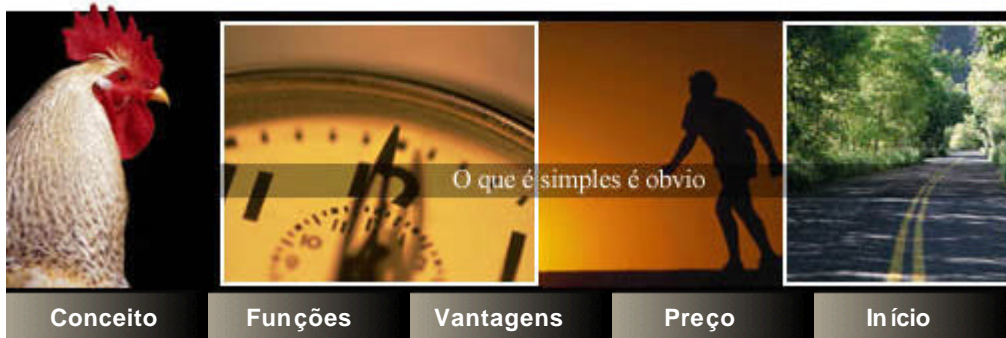 O que é simples é obvio
Conceito Funções Vantagens Preço Início